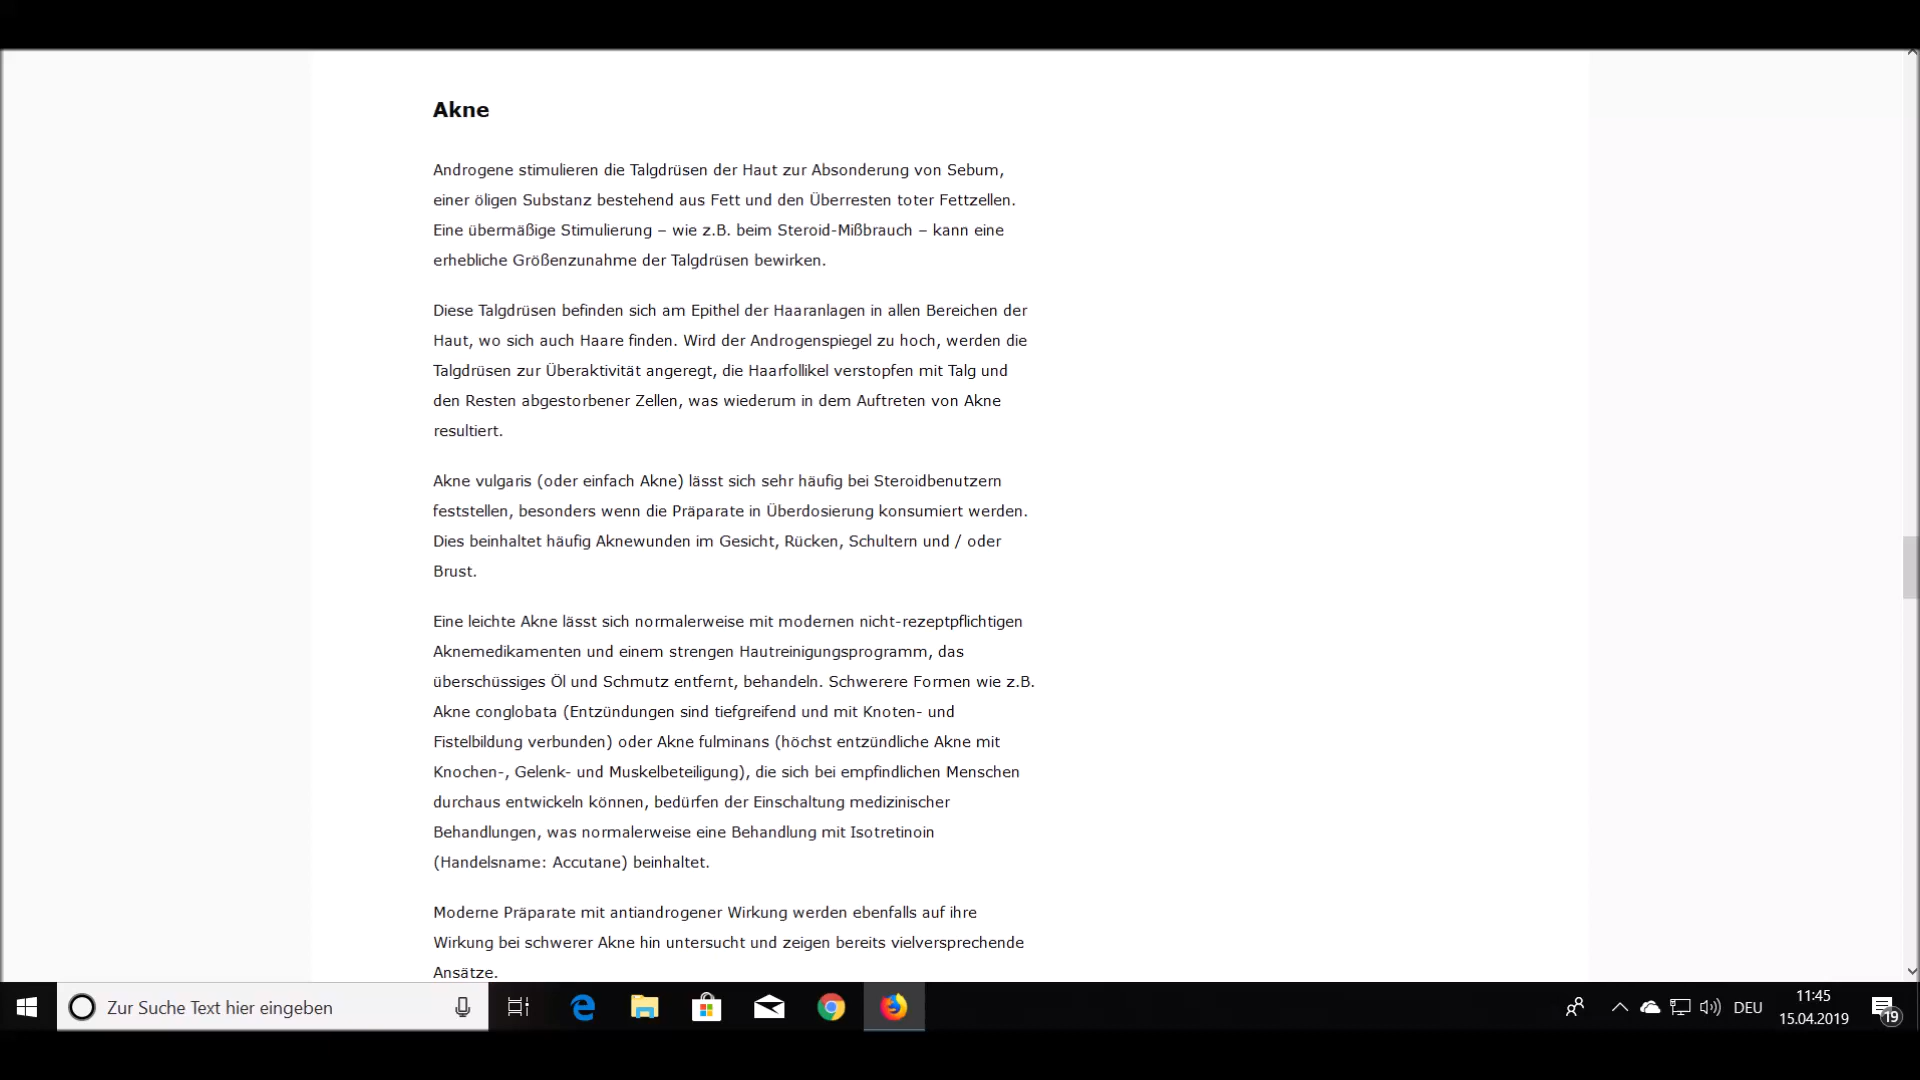 Akne
Androgene stimulieren die Talgdrüsen der Haut zur Absonderung von Sebum,
einer öligen Substanz bestehend aus Fett und den Überresten toter Fettzellen.
Eine übermäßige Stimulierung – wie z.B. beim Steroid-Mißbrauch – kann eine
erhebliche Größenzunahme der Talgdrüsen bewirken.
Diese Talgdrüsen befinden sich am Epithel der Haaranlagen in allen Bereichen der
Haut, wo sich auch Haare finden. Wird der Androgenspiegel zu hoch, werden die
Talgdrüsen zur Überaktivität angeregt, die Haarfollikel verstopfen mit Talg und
den Resten abgestorbener Zellen, was wiederum in dem Auftreten von Akne
resultiert.
Akne vulgaris (oder einfach Akne) lässt sich sehr häufig bei Steroidbenutzern
feststellen, besonders wenn die Präparate in Überdosierung konsumiert werden.
Dies beinhaltet häufig Aknewunden im Gesicht, Rücken, Schultern und / oder
Brust.
Eine leichte Akne lässt sich normalerweise mit modernen nicht-rezeptpflichtigen
Aknemedikamenten und einem strengen Hautreinigungsprogramm, das
überschüssiges Öl und Schmutz entfernt, behandeln. Schwerere Formen wie z.B.
Akne conglobata (Entzündungen sind tiefgreifend und mit Knoten- und
Fistelbildung verbunden) oder Akne fulminans (höchst entzündliche Akne mit
Knochen-, Gelenk- und Muskelbeteiligung), die sich bei empfindlichen Menschen
durchaus entwickeln können, bedürfen der Einschaltung medizinischer
Behandlungen, was normalerweise eine Behandlung mit Isotretinoin
(Handelsname: Accutane) beinhaltet.
Moderne Präparate mit antiandrogener Wirkung werden ebenfalls auf ihre
Wirkung bei schwerer Akne hin untersucht und zeigen bereits vielversprechende
Ansätze.
Zur Suche Text hier eingeben
DEU
11:45
15.04.2019
19